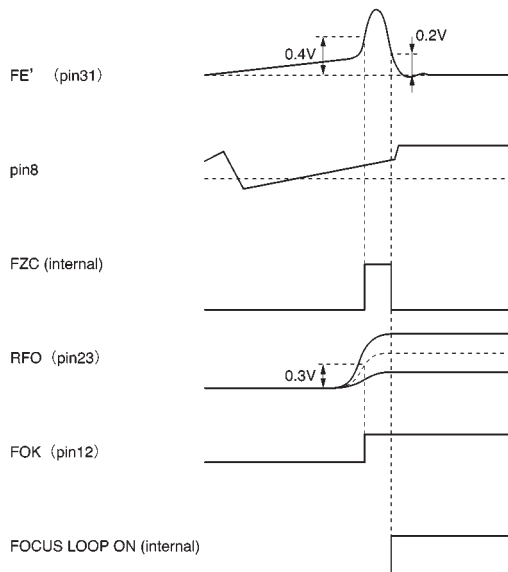 0.2V
0.4V
FE’ (pin31)
pin8
FZC (internal)
RFO (pin23)
0.3V
FOK (pin12)
FOCUS LOOP ON (internal)